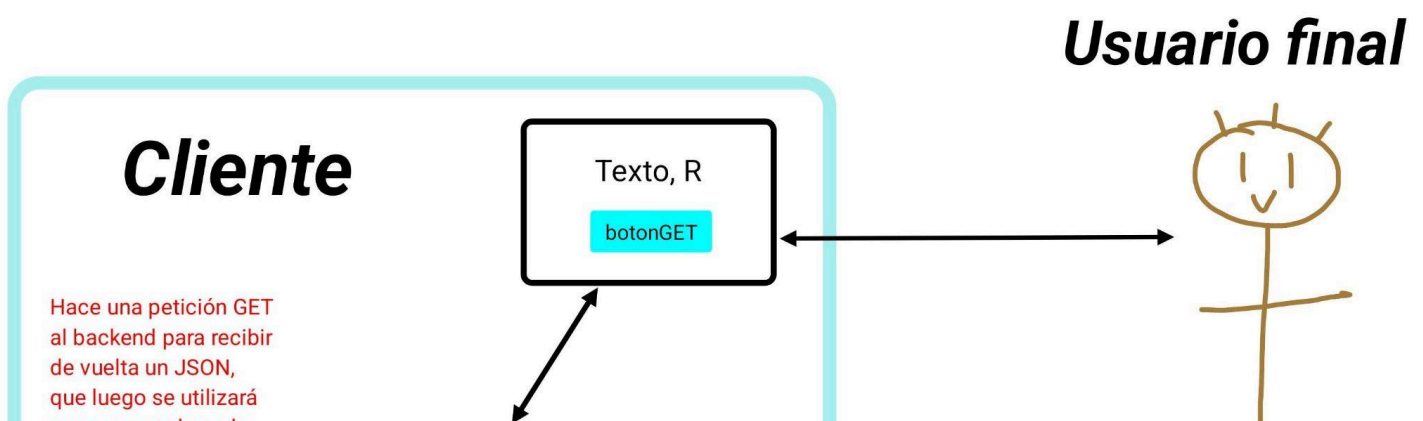 Usuario final
Cliente
Texto, R
botonGET
Hace una petición GET
al backend para recibir
de vuelta un JSON,
que luego se utilizará